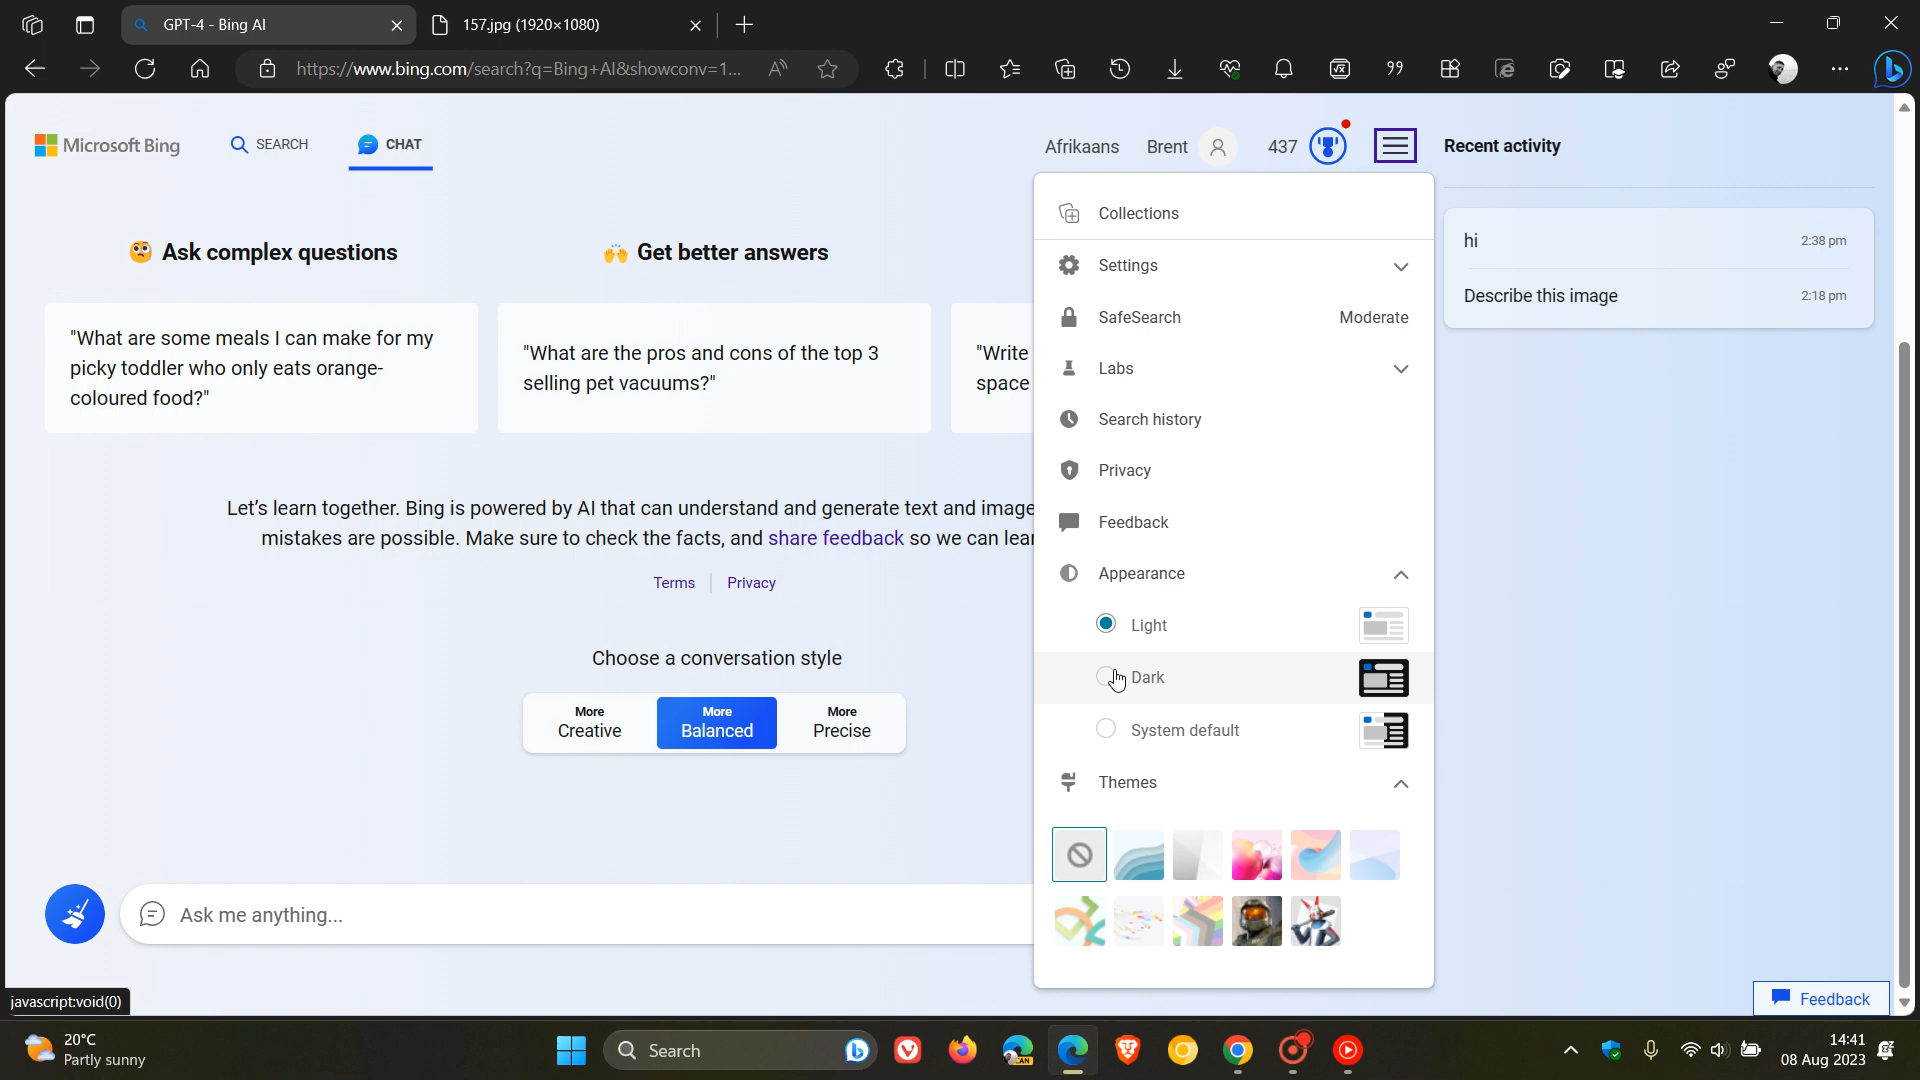 GPT-4 - Bing AI
157.jpg (1920×1080)
https://www.bing.com/search?q=Bing+AI&showconv=1...
Microsoft Bing
SEARCH
CHAT
Afrikaans
Brent
437
Recent activity
hi
2:38 pm
Describe this image
2:18 pm
🧐 Ask complex questions
🙌 Get better answers
"What are some meals I can make for my
picky toddler who only eats orange-
coloured food?"
"What are the pros and cons of the top 3
selling pet vacuums?"
"Write
space
Let's learn together. Bing is powered by AI that can understand and generate text and image
mistakes are possible. Make sure to check the facts, and share feedback so we can lear
Terms
Privacy
Choose a conversation style
More
Creative
More
Balanced
More
Precise
Ask me anything...
Collections
Settings
SafeSearch
Moderate
Labs
Search history
Privacy
Feedback
Appearance
Light
Dark
System default
Themes
Feedback
javascript:void(0)
20°C
Partly sunny
Search
CAN
14:41
08 Aug 2023